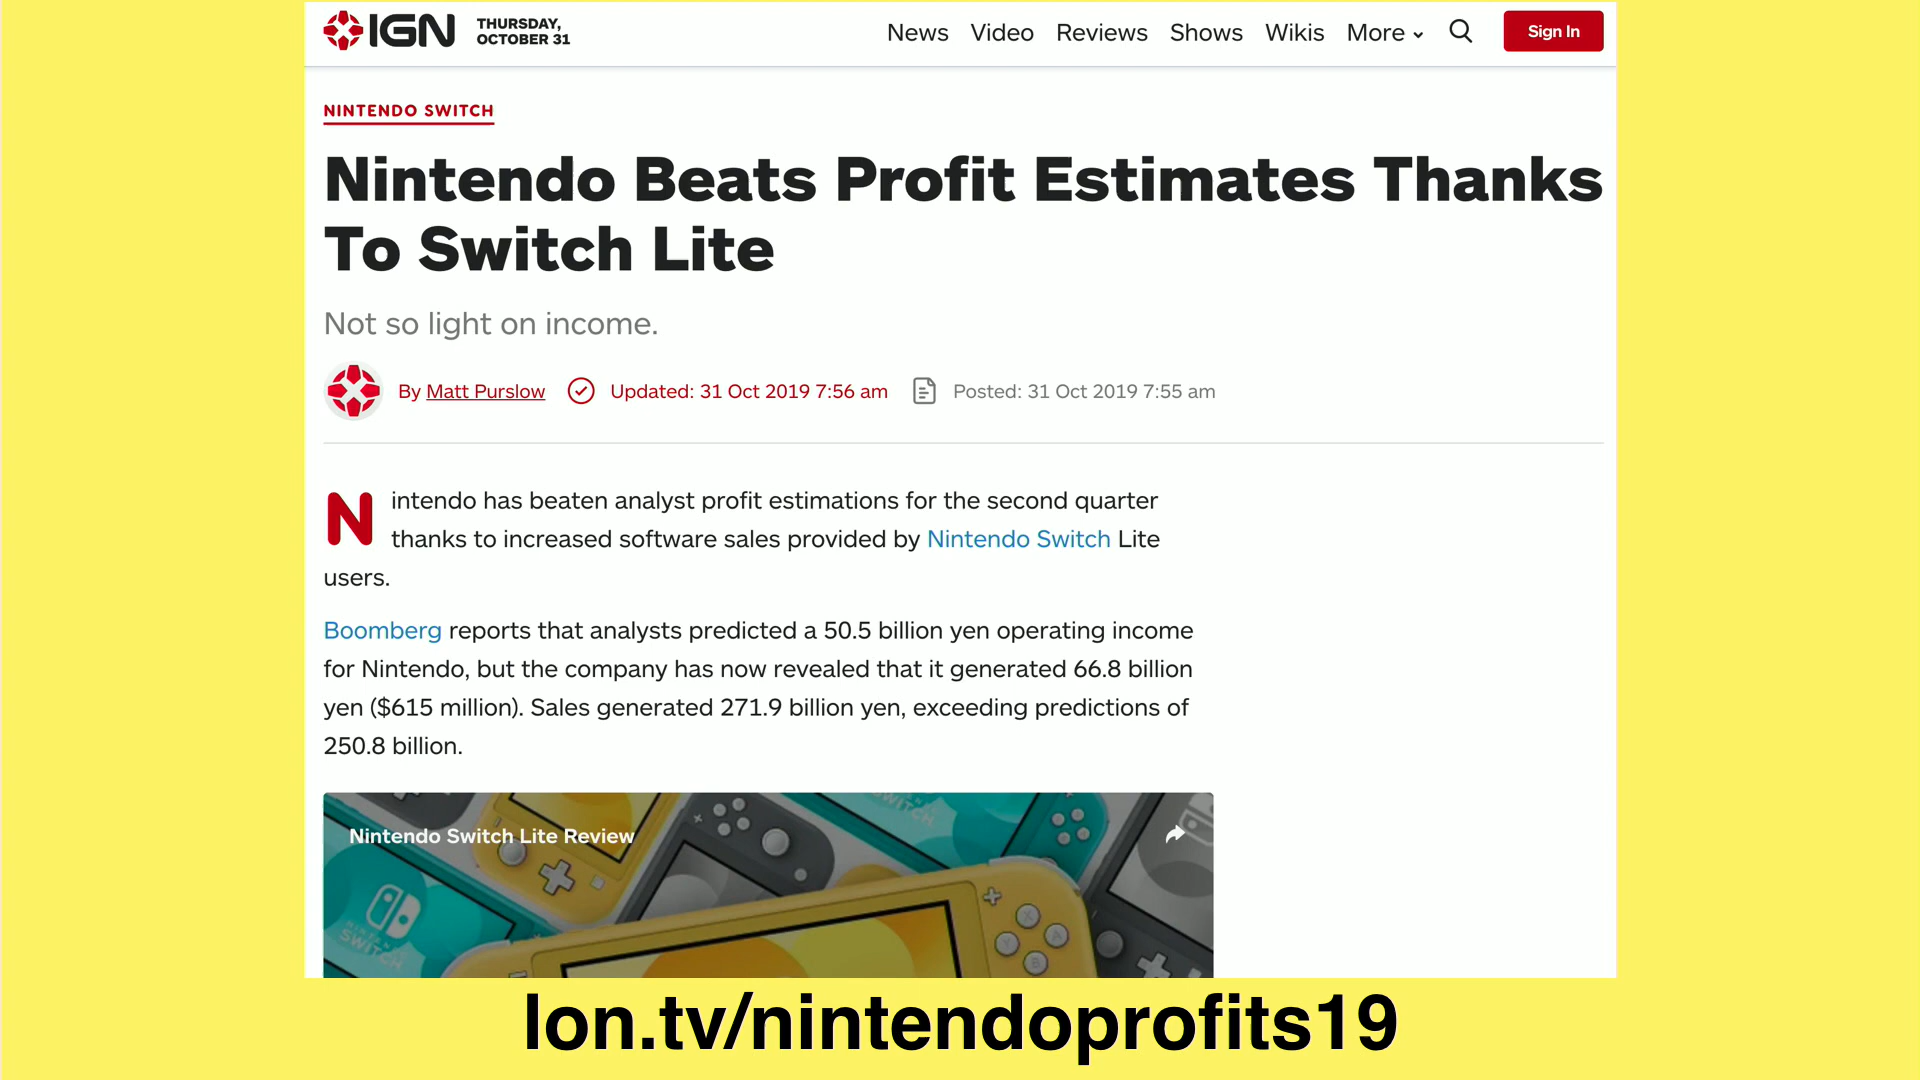 IGN
THURSDAY,
OCTOBER 31
News Video Reviews Shows Wikis More
Sign In
NINTENDO SWITCH
Nintendo Beats Profit Estimates Thanks
To Switch Lite
Not so light on income.
By Matt Purslow Updated: 31 Oct 2019 7:56 am Posted: 31 Oct 2019 7:55 am
Nintendo has beaten analyst profit estimations for the second quarter
thanks to increased software sales provided by Nintendo Switch Lite
users.
Boomberg reports that analysts predicted a 50.5 billion yen operating income
for Nintendo, but the company has now revealed that it generated 66.8 billion
yen ($615 million). Sales generated 271.9 billion yen, exceeding predictions of
250.8 billion.
Nintendo Switch Lite Review
SWITCH
X
Y
A
B
SWITCH
lon.tv/nintendoprofits19